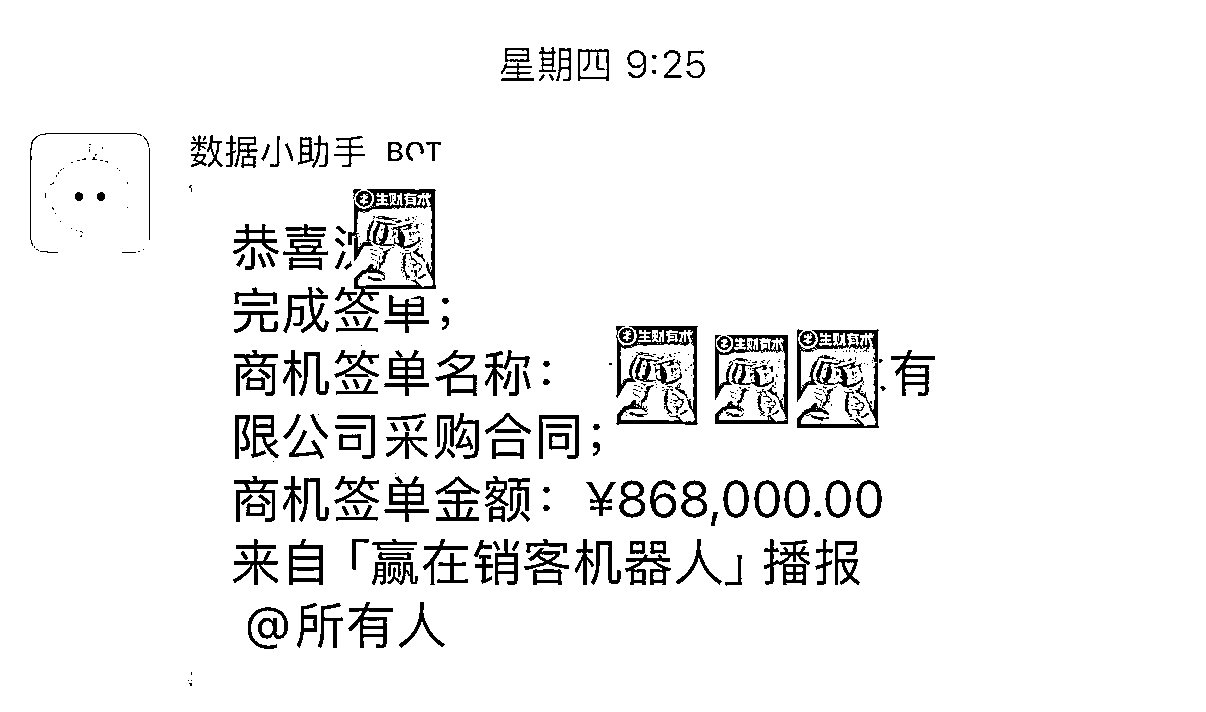 星期四 9:25
数据小助手 BOT
生财有术
恭喜
完成签单；
生财有术 生财有术 生财有术
商机签单名称： 有
限公司采购合同；
商机签单金额：¥868,000.00
来自「赢在销客机器人」播报
@所有人